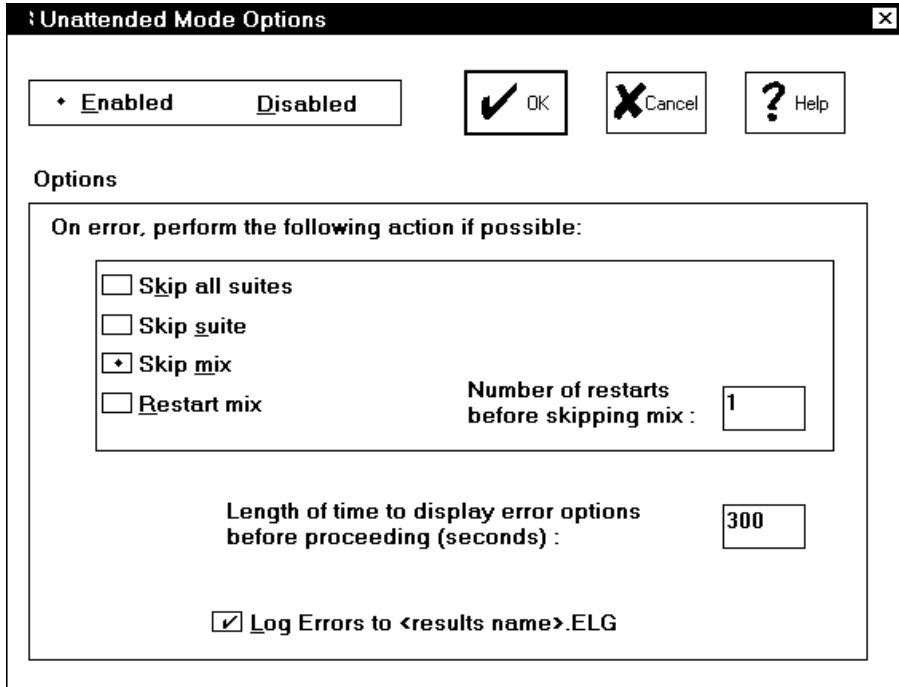 Unattended Mode Options
Enabled Disabled OK Cancel Help
Options
On error, perform the following action if possible:
Skip all suites
Skip suite
Skip mix
Restart mix
Number of restarts
before skipping mix : 1
Length of time to display error options
before proceeding (seconds) : 300
Log Errors to <results name>.ELG